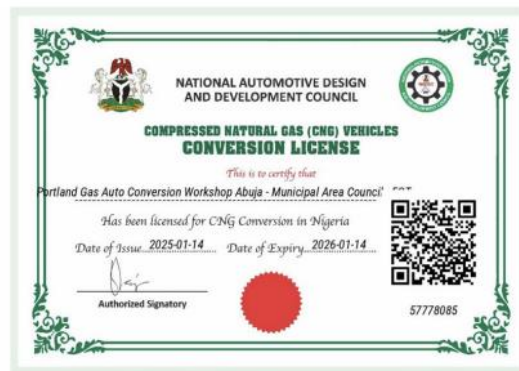 NATIONAL AUTOMOTIVE DESIGN
AND DEVELOPMENT COUNCIL
COMPRESSED NATURAL GAS (CNG) VEHICLES
CONVERSION LICENSE
This is to certify that
Portland Gas Auto Conversion Workshop Abuja - Municipal Area Council
Has been licensed for CNG Conversion in Nigeria
Date of Issue 2025-01-14 Date of Expiry 2026-01-14
Authorized Signatory
57778085